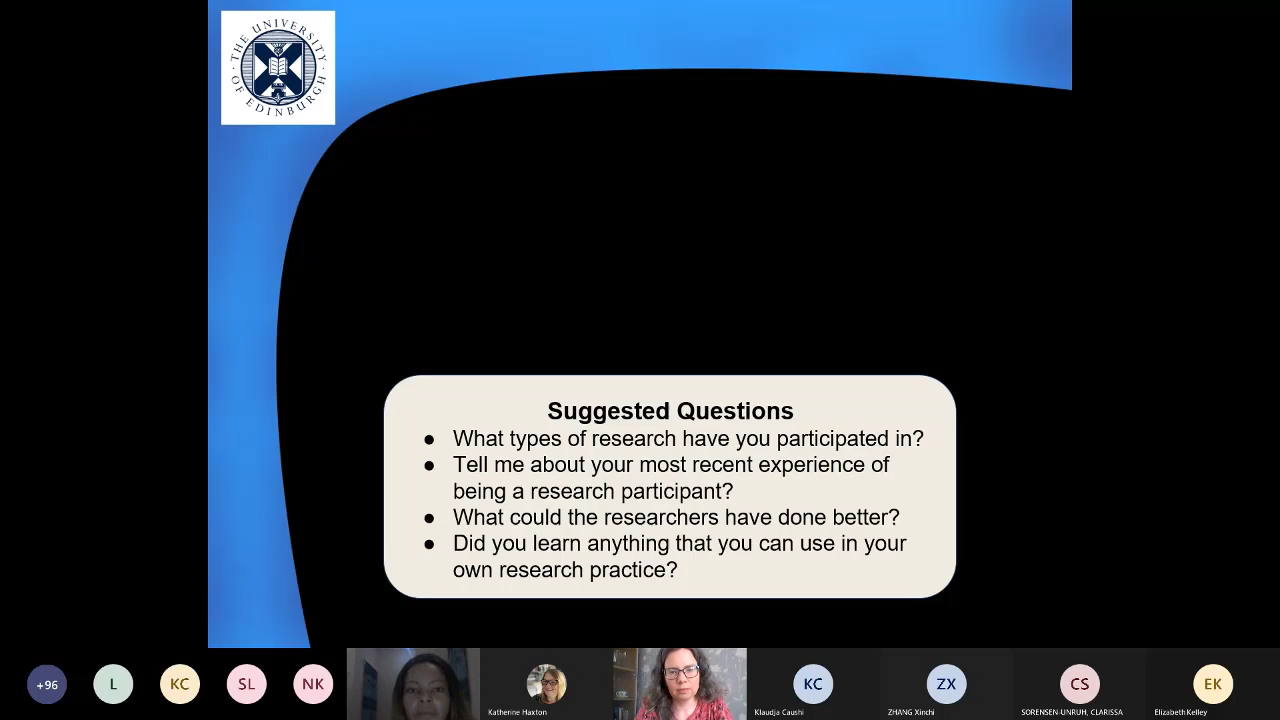 THE UNIVERSITY
OF EDINBURGH
Suggested Questions
● What types of research have you participated in?
● Tell me about your most recent experience of
being a research participant?
● What could the researchers have done better?
● Did you learn anything that you can use in your
own research practice?
+96
L
KC
SL
NK
KC
ZX
CS
EK
Katherine Haxton
Klaudja Caushi
ZHANG Xinchi
SORENSEN-UNRUH, CLARISSA
Elizabeth Kelley